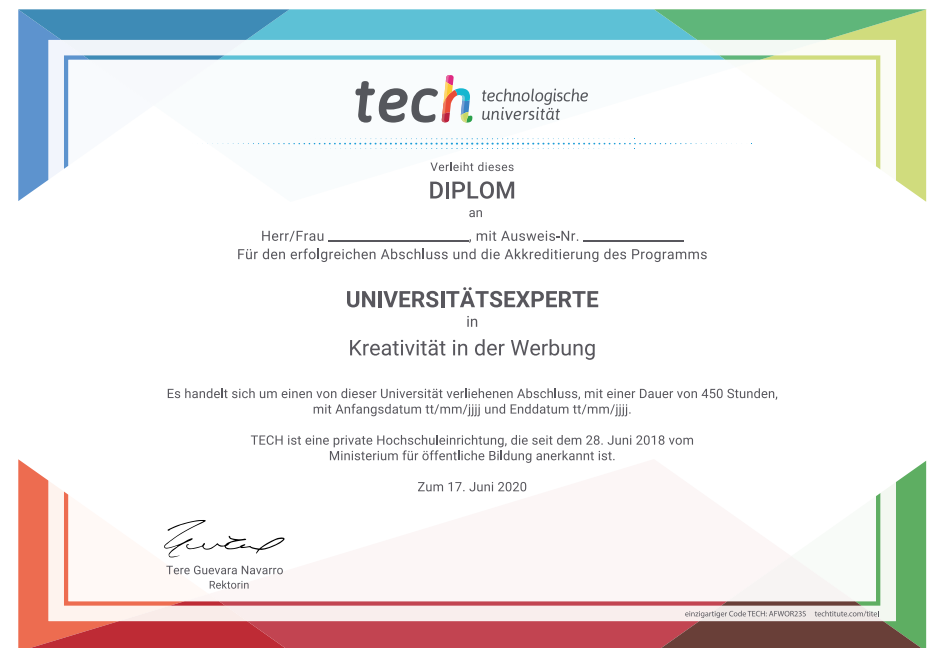 tech technologische
universität
Verleiht dieses
DIPLOM
an
Herr/Frau ____________________, mit Ausweis-Nr. ______________
Für den erfolgreichen Abschluss und die Akkreditierung des Programms
UNIVERSITÄTSEXPERTE
in
Kreativität in der Werbung
Es handelt sich um einen von dieser Universität verliehenen Abschluss, mit einer Dauer von 450 Stunden,
mit Anfangsdatum tt/mm/jjjj und Enddatum tt/mm/jjjj.
TECH ist eine private Hochschuleinrichtung, die seit dem 28. Juni 2018 vom
Ministerium für öffentliche Bildung anerkannt ist.
Zum 17. Juni 2020
Tere Guevara Navarro
Rektorin
einzigartiger Code TECH: AFWOR23S techtitute.com/titel